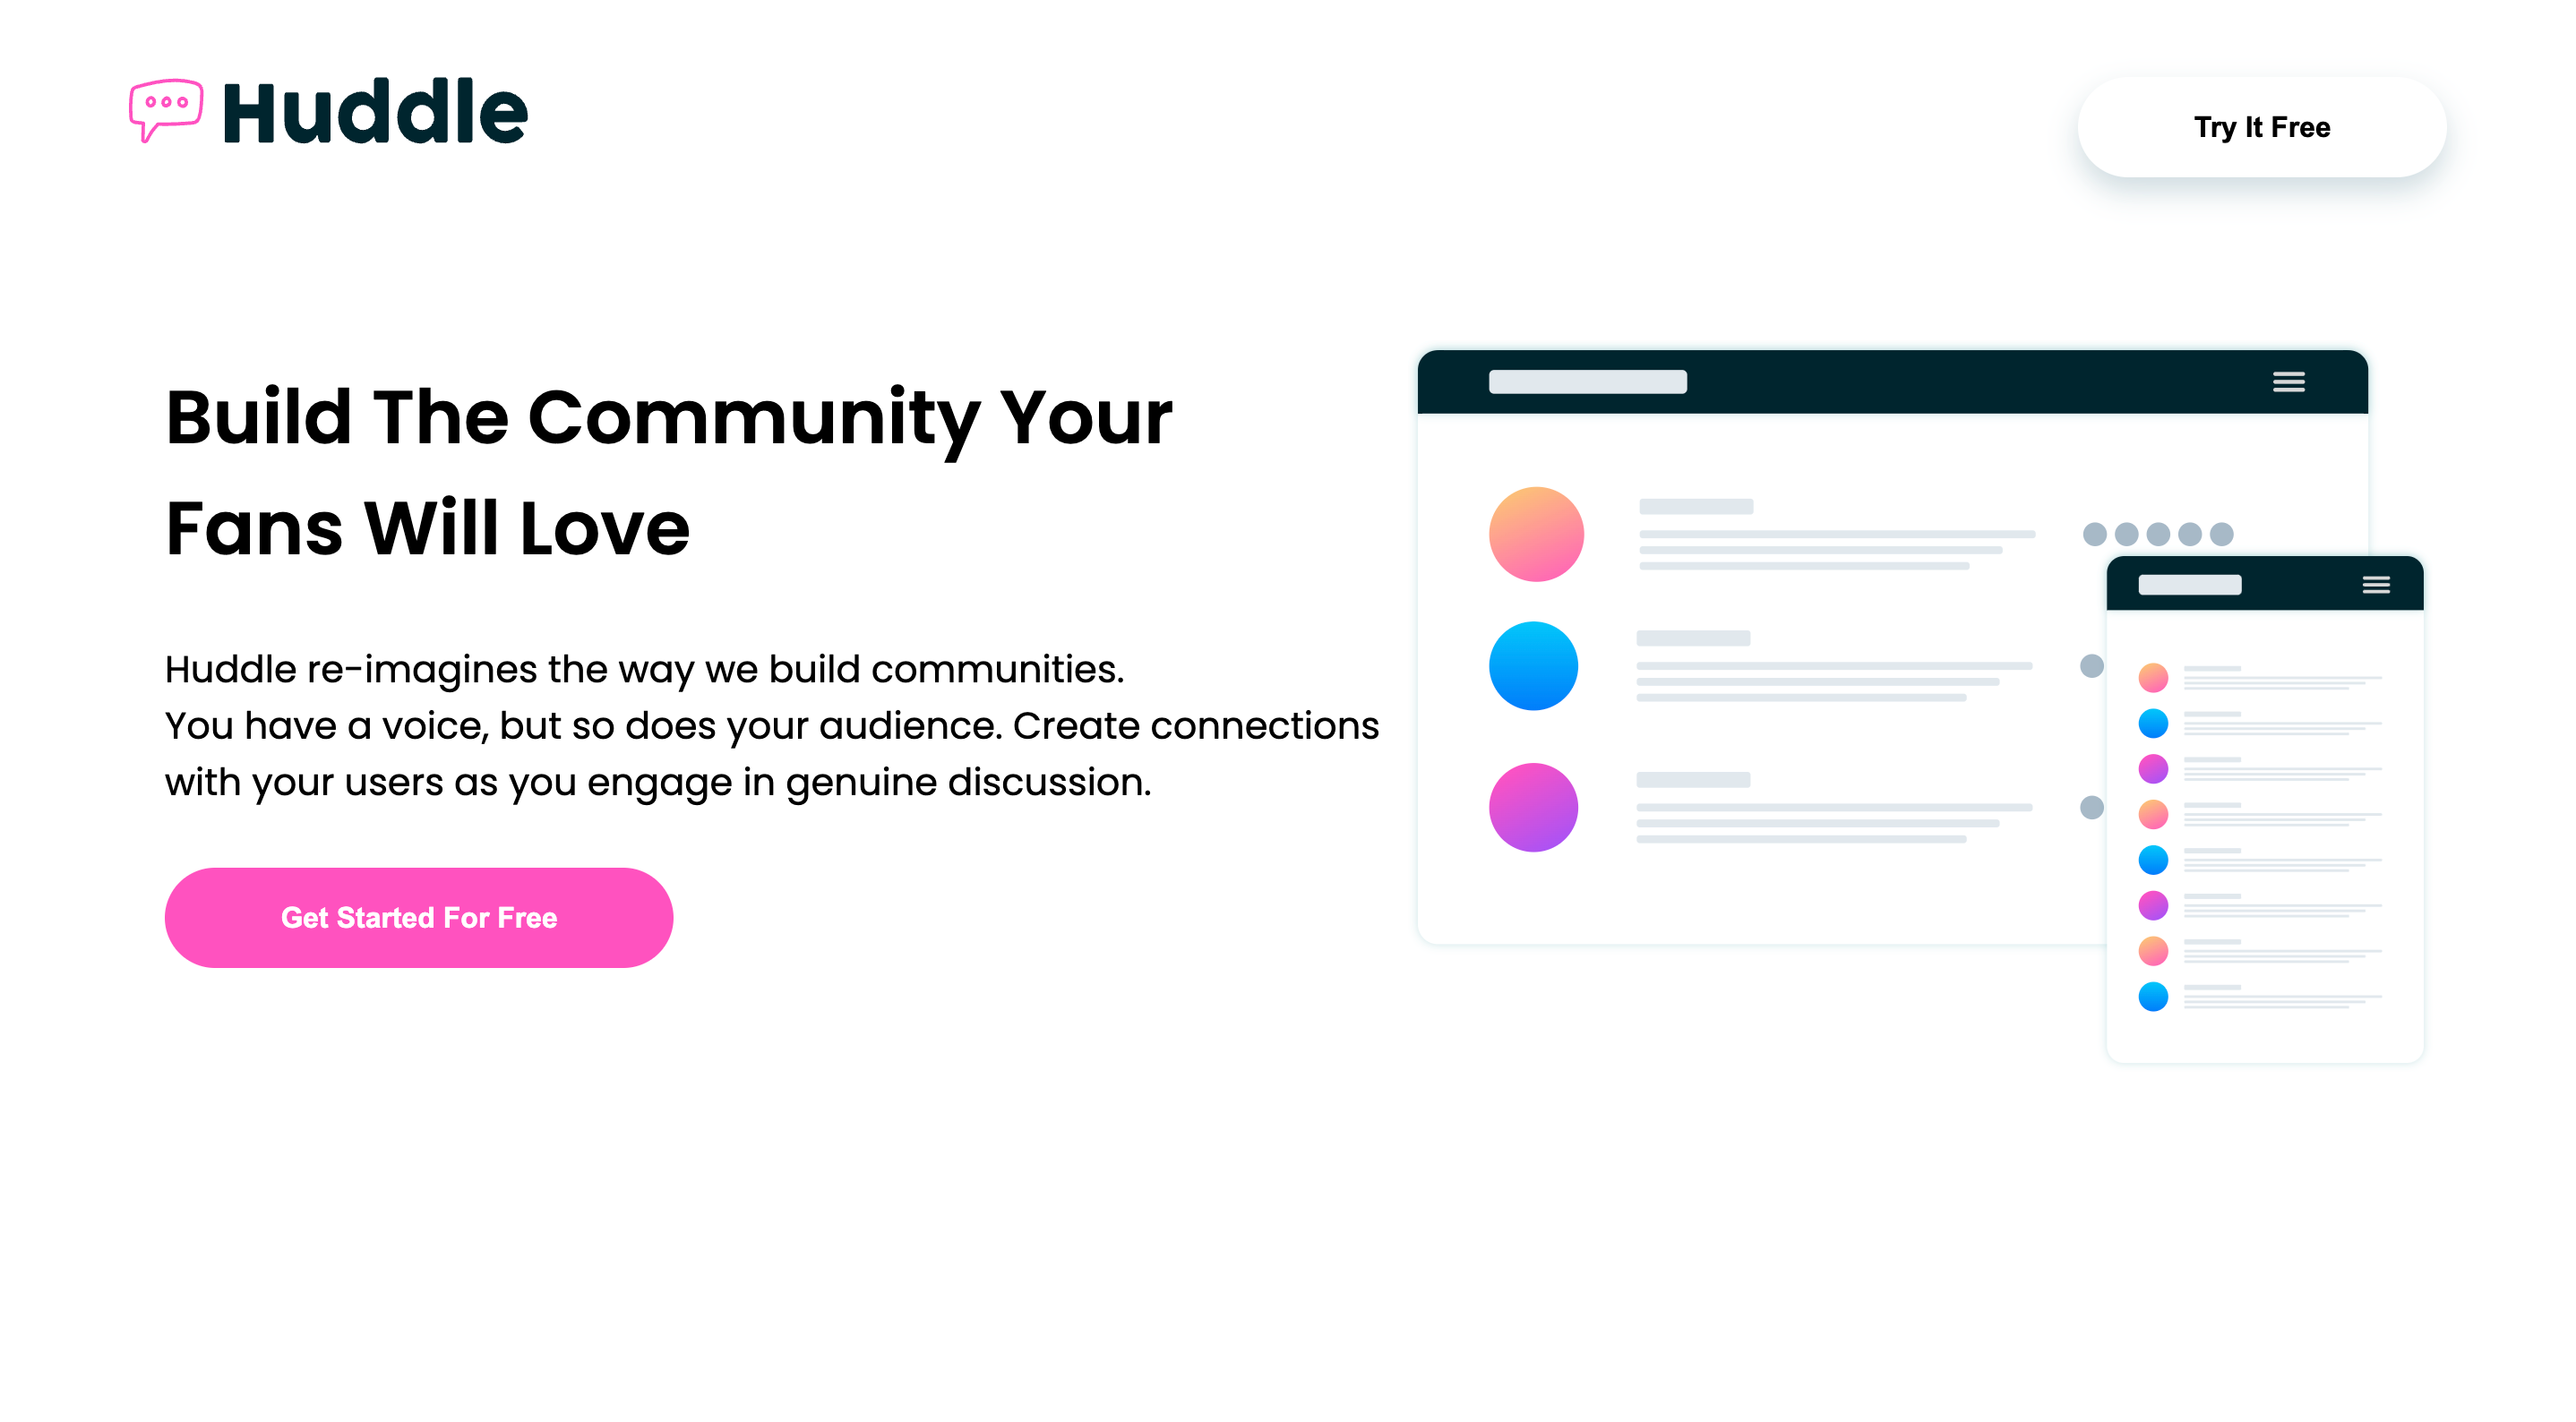 Huddle
Try It Free
Build The Community Your
Fans Will Love
Huddle re-imagines the way we build communities.
You have a voice, but so does your audience. Create connections
with your users as you engage in genuine discussion.
Get Started For Free